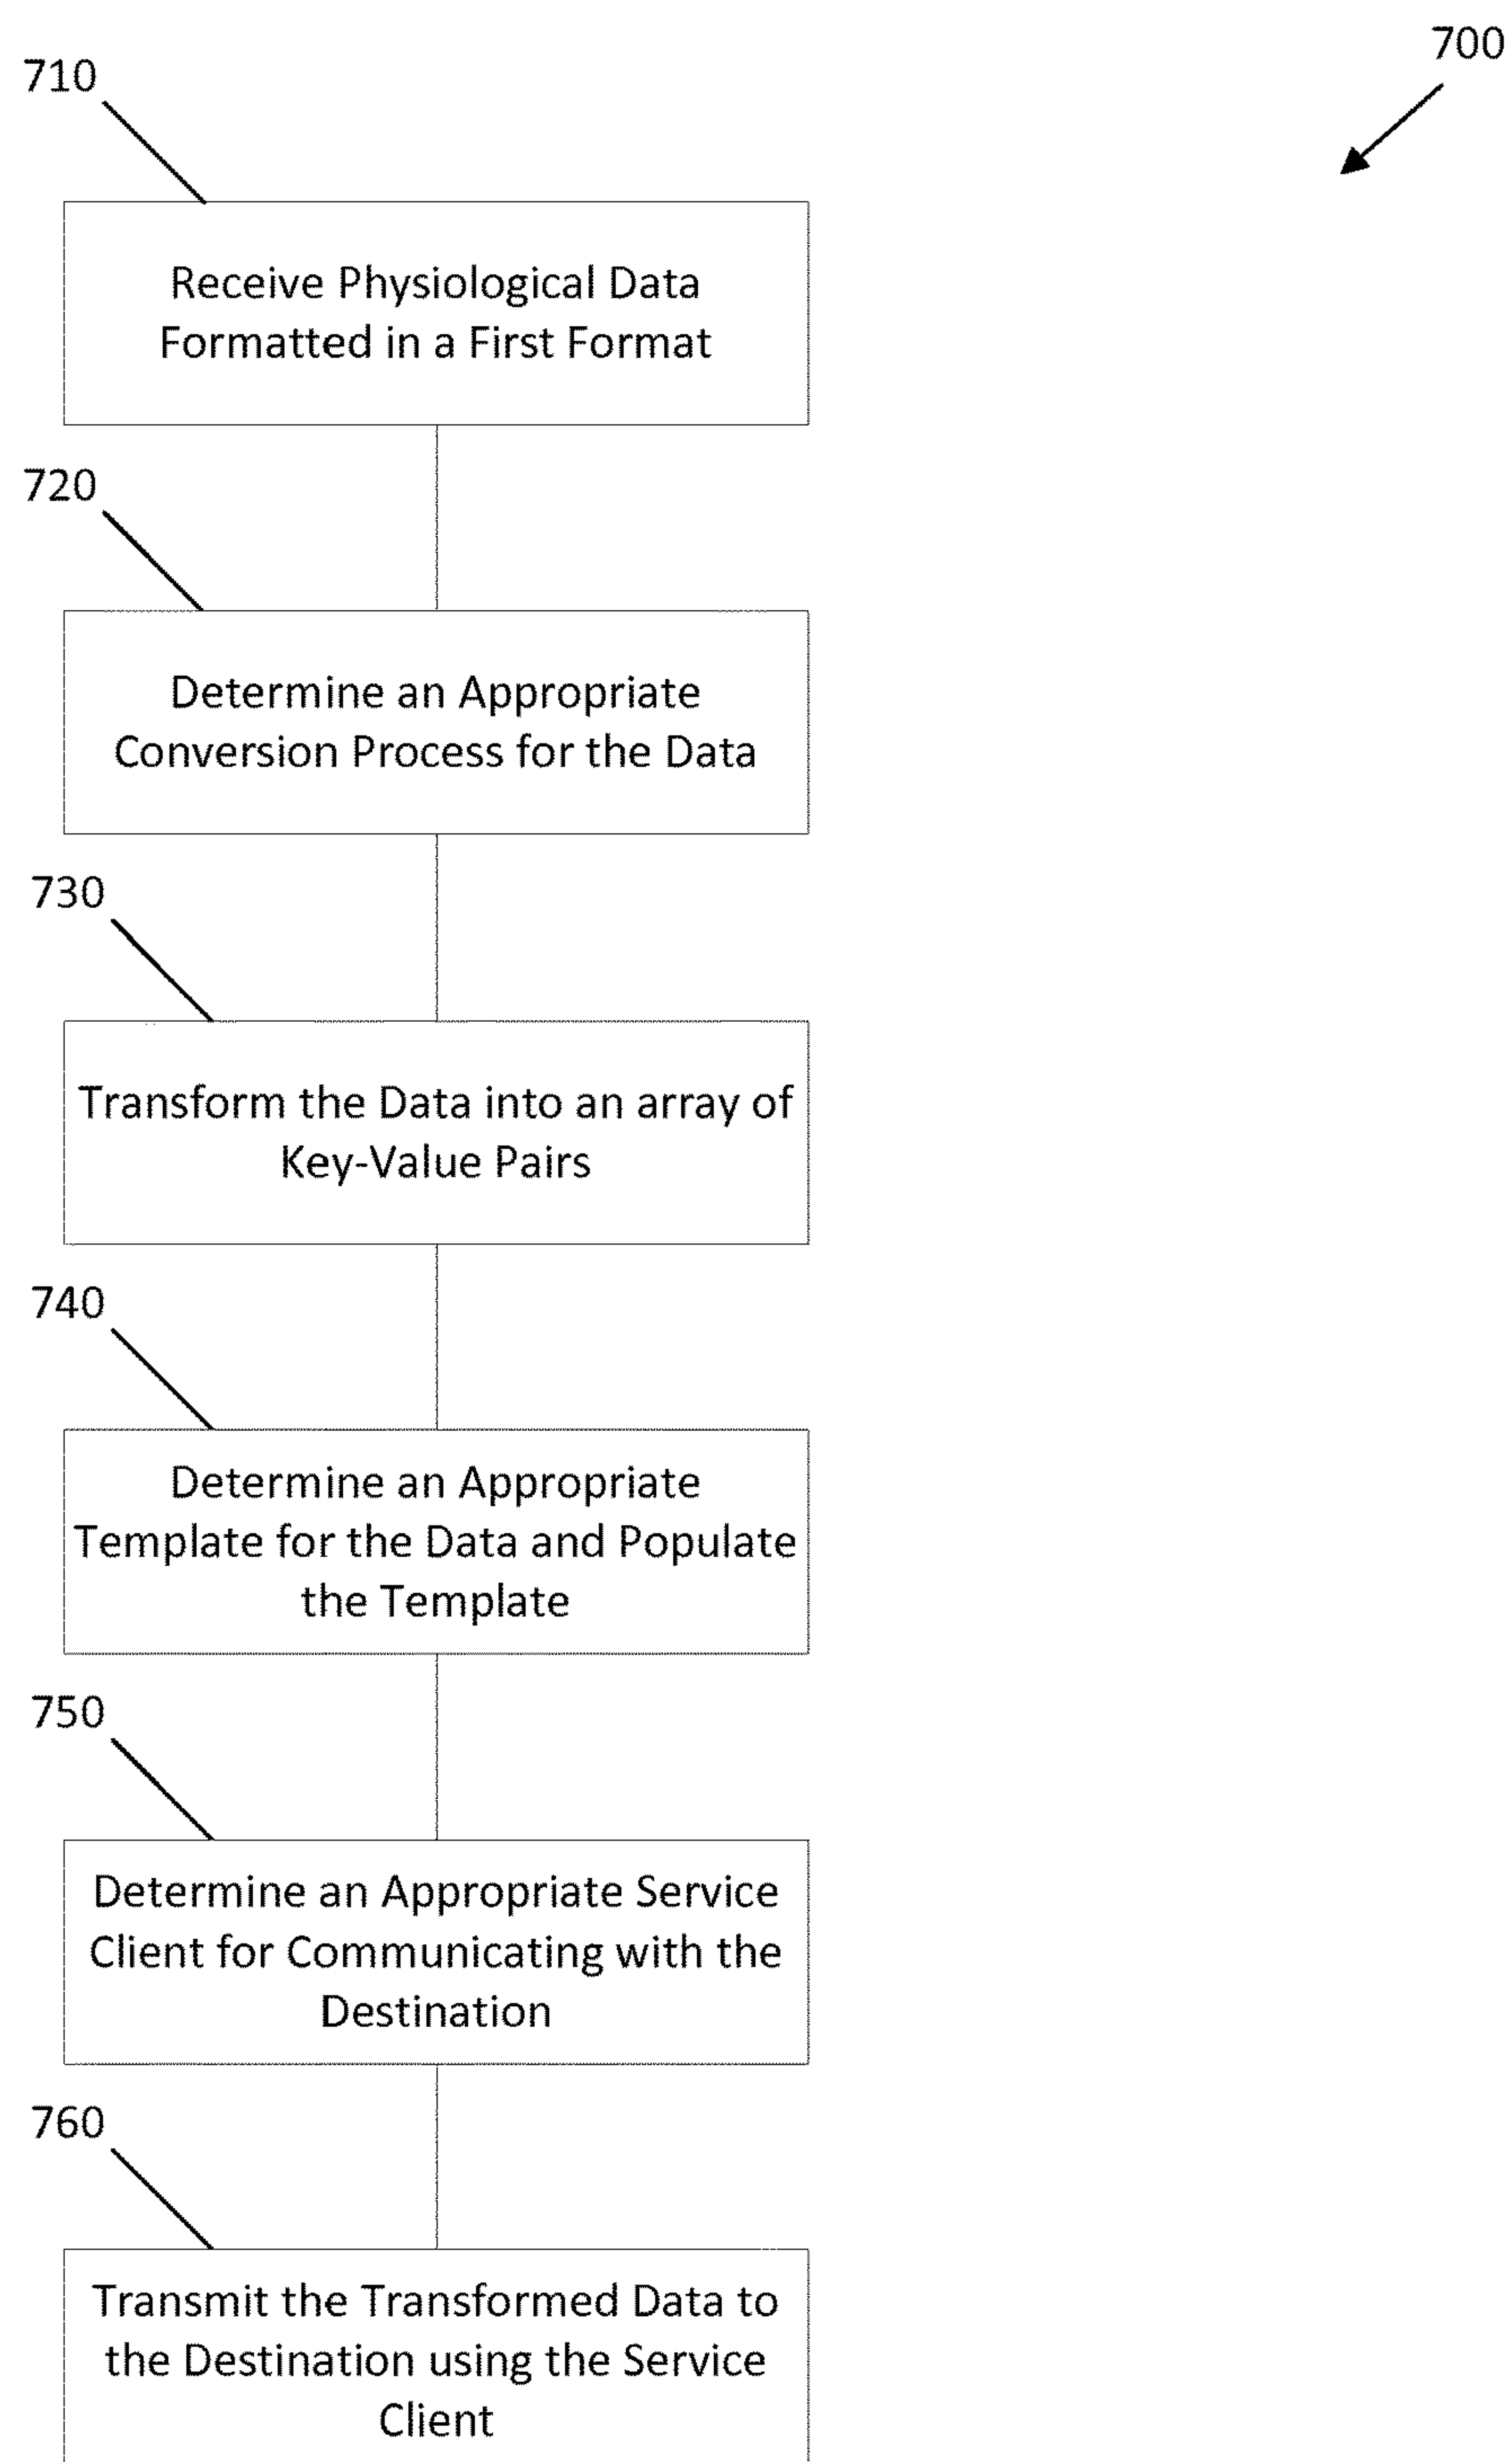 700
710
Receive Physiological Data
Formatted in a First Format
720
Determine an Appropriate
Conversion Process for the Data
730
Transform the Data into an array of
Key-Value Pairs
740
Determine an Appropriate
Template for the Data and Populate
the Template
750
Determine an Appropriate Service
Client for Communicating with the
Destination
760
Transmit the Transformed Data to
the Destination using the Service
Client